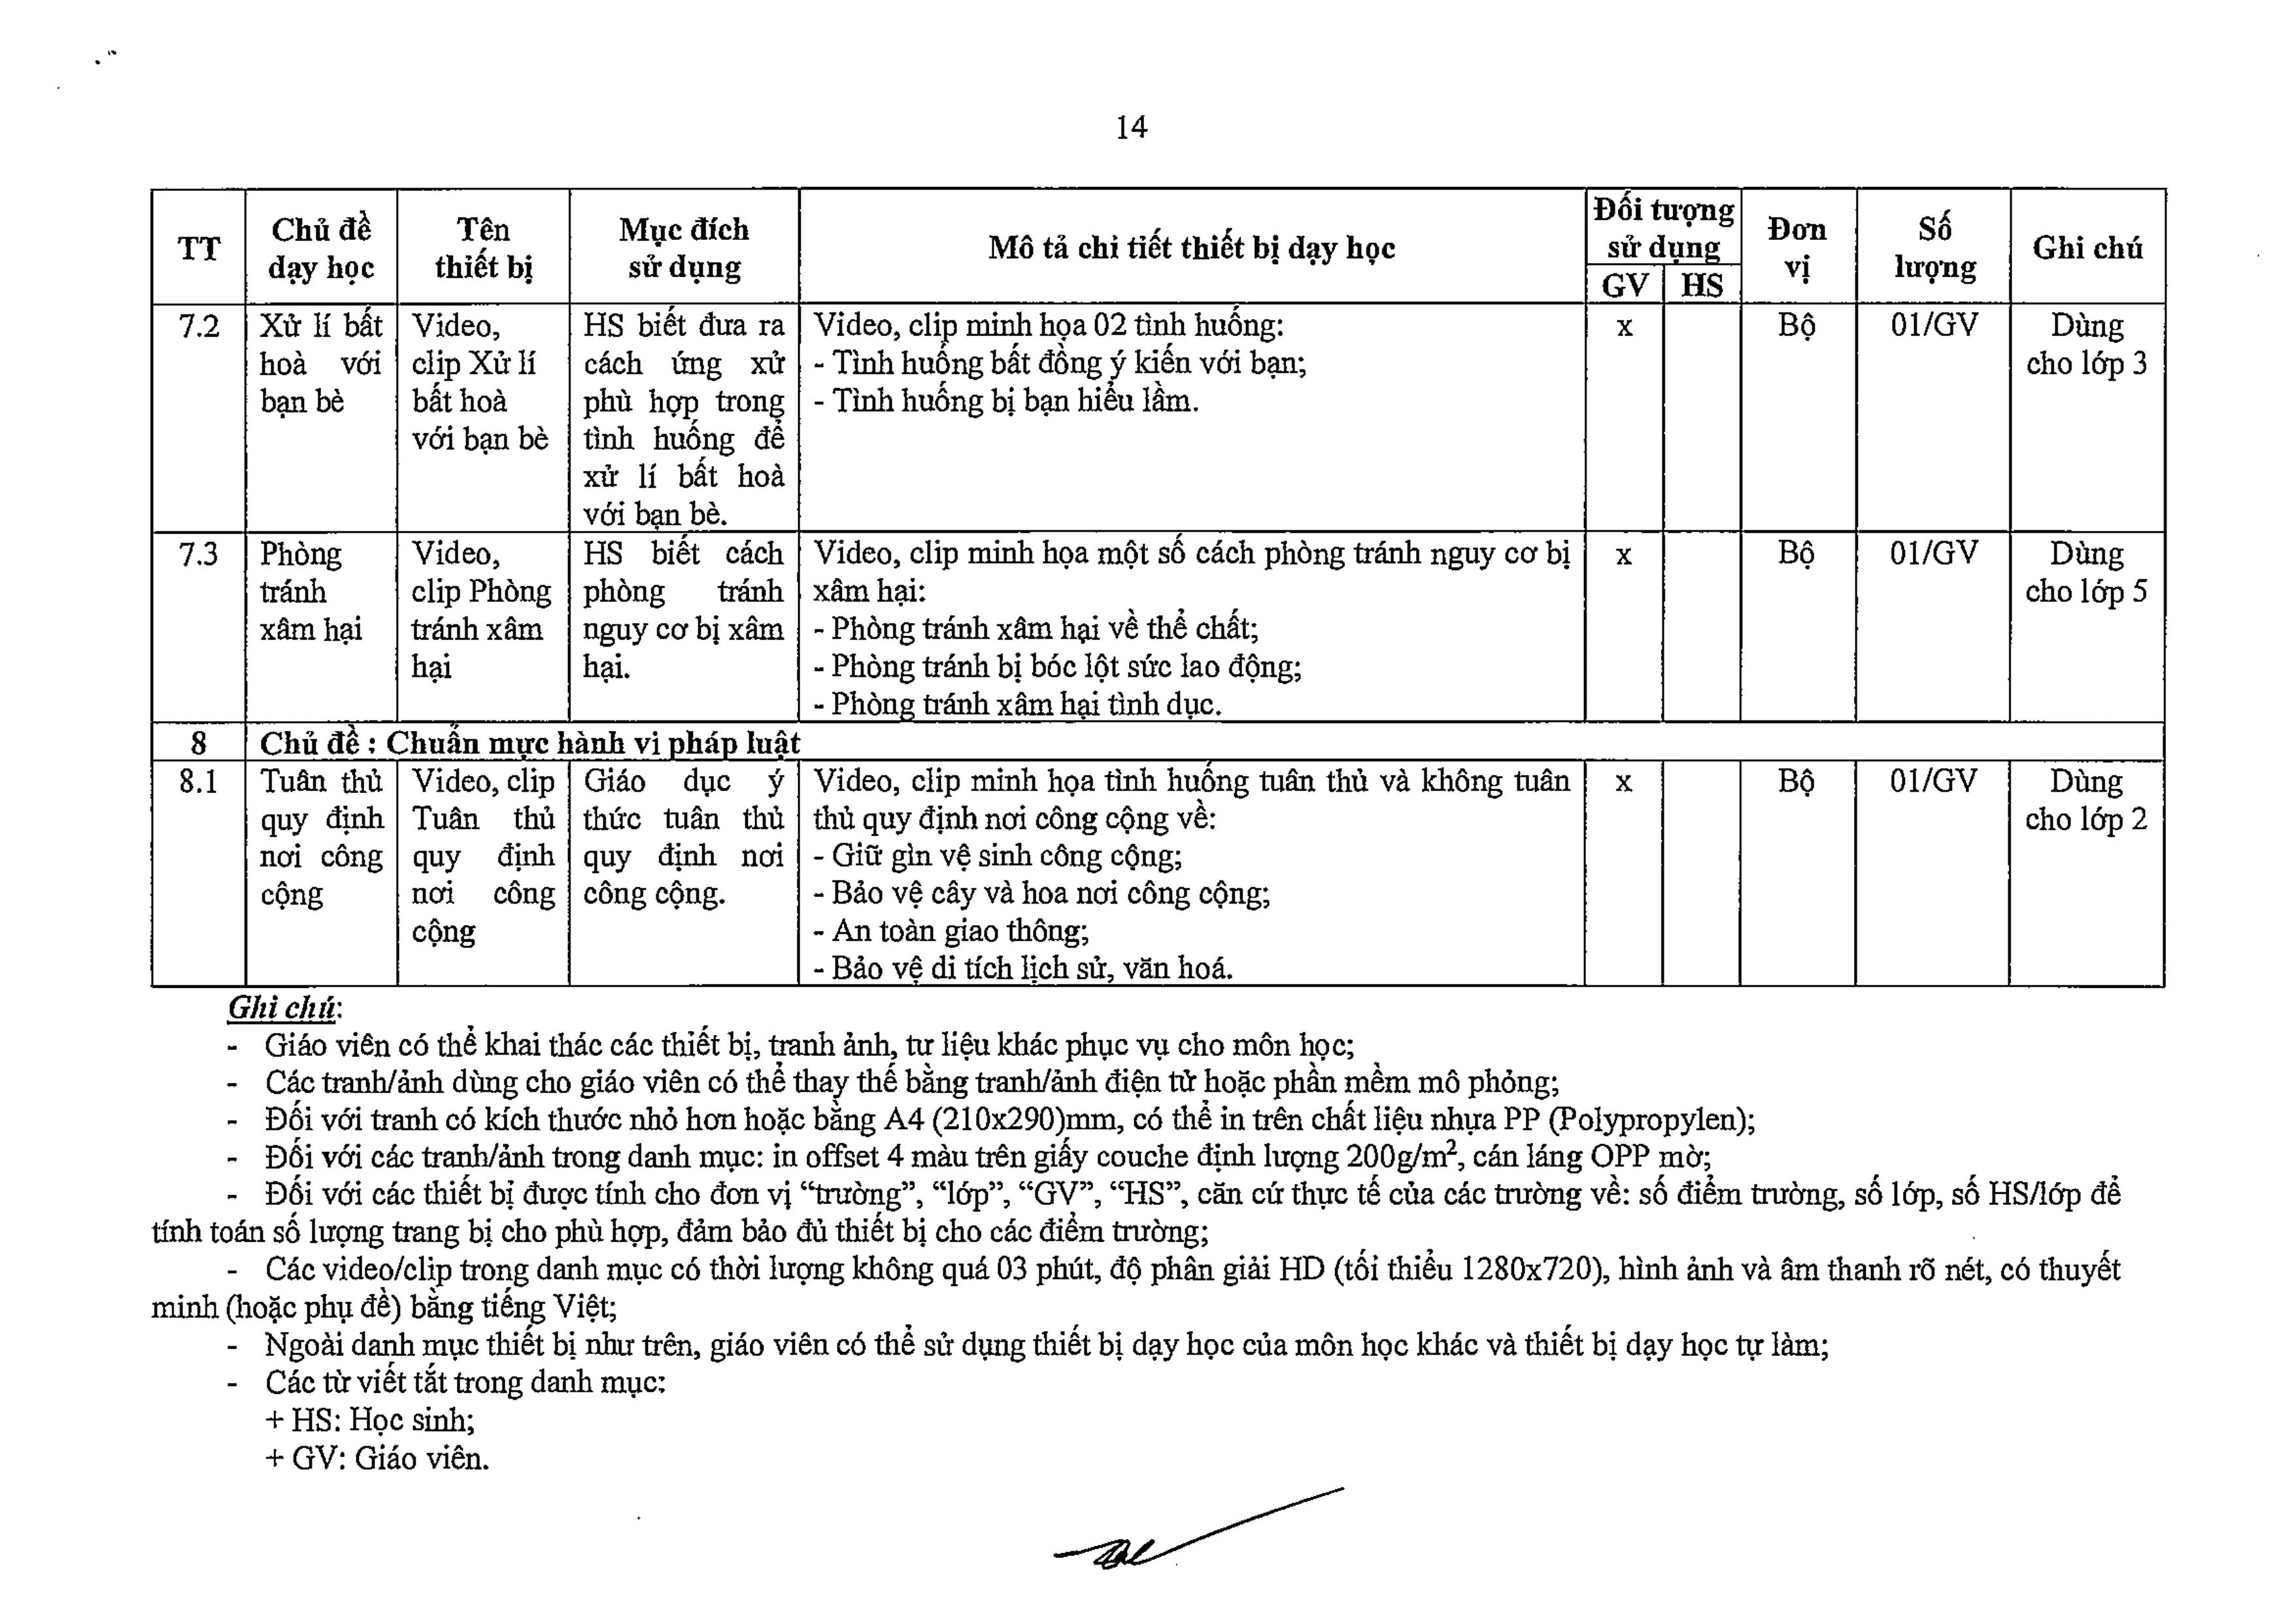 14
TT
Chủ đề
dạy học
Tên
thiết bị
Mục đích
sử dụng
Mô tả chi tiết thiết bị dạy học
Đối tượng
sử dụng
GV HS
Đơn
vị
Số
lượng
Ghi chú
7.2
Xử lí bất
hoà với
bạn bè
Video,
clip Xử lí
bất hoà
với bạn bè
HS biết đưa ra
cách ứng xử
phù hợp trong
tình huống để
xử lí bất hoà
với bạn bè.
Video, clip minh họa 02 tình huống:
- Tình huống bất đồng ý kiến với bạn;
- Tình huống bị bạn hiểu lầm.
x
Bộ
01/GV
Dùng
cho lớp 3
7.3
Phòng
tránh
xâm hại
Video,
clip Phòng
tránh xâm
hại
HS biết cách
phòng tránh
nguy cơ bị xâm
hại.
Video, clip minh họa một số cách phòng tránh nguy cơ bị
xâm hại:
- Phòng tránh xâm hại về thể chất;
- Phòng tránh bị bóc lột sức lao động;
- Phòng tránh xâm hại tình dục.
x
Bộ
01/GV
Dùng
cho lớp 5
8 Chủ đề : Chuẩn mực hành vi pháp luật
8.1
Tuân thủ
quy định
nơi công
cộng
Video, clip
Tuân thủ
quy định
nơi công
cộng
Giáo dục ý
thức tuân thủ
quy định nơi
công cộng.
Video, clip minh họa tình huống tuân thủ và không tuân
thủ quy định nơi công cộng về:
- Giữ gìn vệ sinh công cộng;
- Bảo vệ cây và hoa nơi công cộng;
- An toàn giao thông;
- Bảo vệ di tích lịch sử, văn hoá.
x
Bộ
01/GV
Dùng
cho lớp 2
Ghi chú:
- Giáo viên có thể khai thác các thiết bị, tranh ảnh, tư liệu khác phục vụ cho môn học;
- Các tranh/ảnh dùng cho giáo viên có thể thay thế bằng tranh/ảnh điện tử hoặc phần mềm mô phỏng;
- Đối với tranh có kích thước nhỏ hơn hoặc bằng A4 (210x290)mm, có thể in trên chất liệu nhựa PP (Polypropylen);
- Đối với các tranh/ảnh trong danh mục: in offset 4 màu trên giấy couche định lượng 200g/m², cán láng OPP mờ;
- Đối với các thiết bị được tính cho đơn vị “trường”, “lớp”, “GV”, “HS”, căn cứ thực tế của các trường về: số điểm trường, số lớp, số HS/lớp để
tính toán số lượng trang bị cho phù hợp, đảm bảo đủ thiết bị cho các điểm trường;
- Các video/clip trong danh mục có thời lượng không quá 03 phút, độ phân giải HD (tối thiểu 1280x720), hình ảnh và âm thanh rõ nét, có thuyết
minh (hoặc phụ đề) bằng tiếng Việt;
- Ngoài danh mục thiết bị như trên, giáo viên có thể sử dụng thiết bị dạy học của môn học khác và thiết bị dạy học tự làm;
- Các từ viết tắt trong danh mục:
+ HS: Học sinh;
+ GV: Giáo viên.